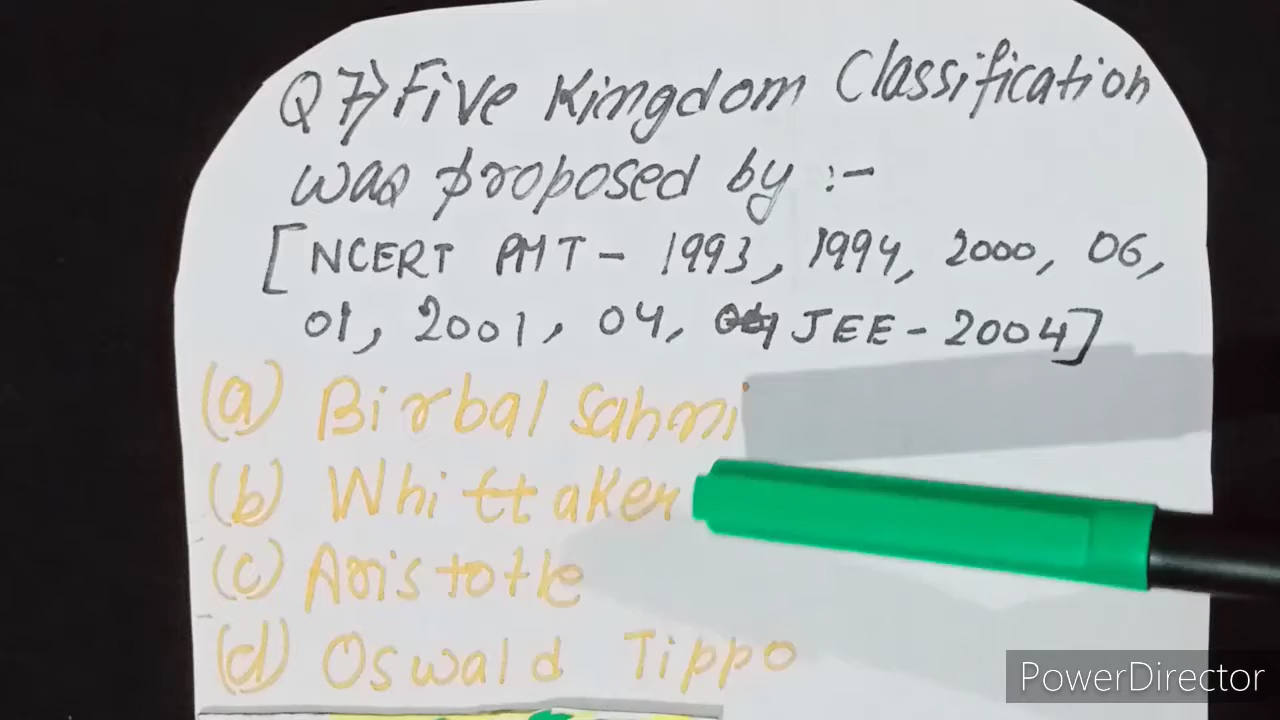 Q 7) Five Kingdom Classification
was proposed by :-
[NCERT PMT - 1993, 1994, 2000, 06,
01, 2001, 04, JEE - 2004]
(a) Birbal Sahni
(b) Whittaker
(c) Aristotle
(d) Oswald Tippo
PowerDirector